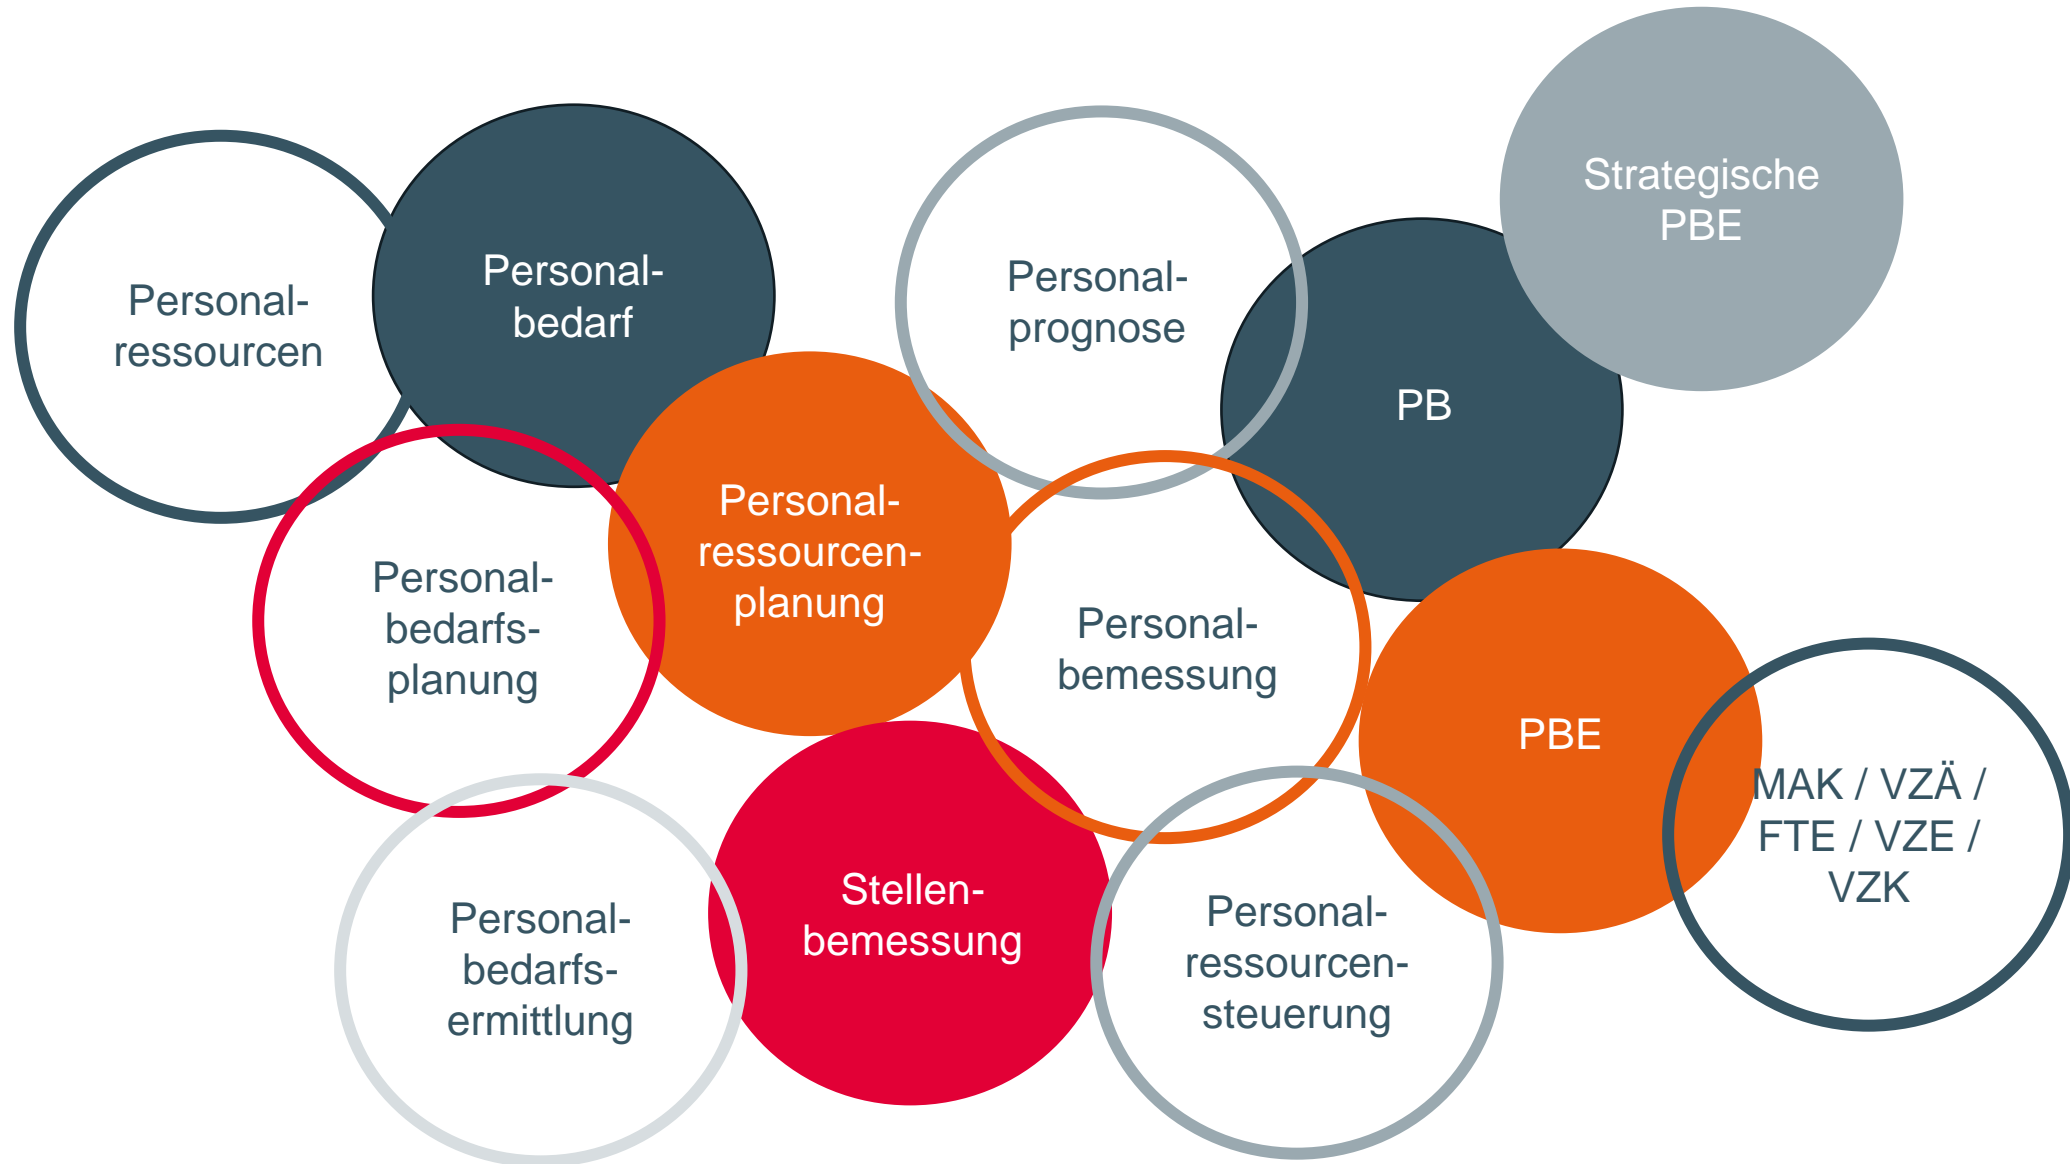 Personal-
ressourcen
Personal-
bedarf
Personal-
prognose
Strategische
PBE
PB
Personal-
bedarfs-
planung
Personal-
ressourcen-
planung
Personal-
bemessung
PBE
MAK / VZÄ /
FTE / VZE /
VZK
Personal-
bedarfs-
ermittlung
Stellen-
bemessung
Personal-
ressourcen-
steuerung